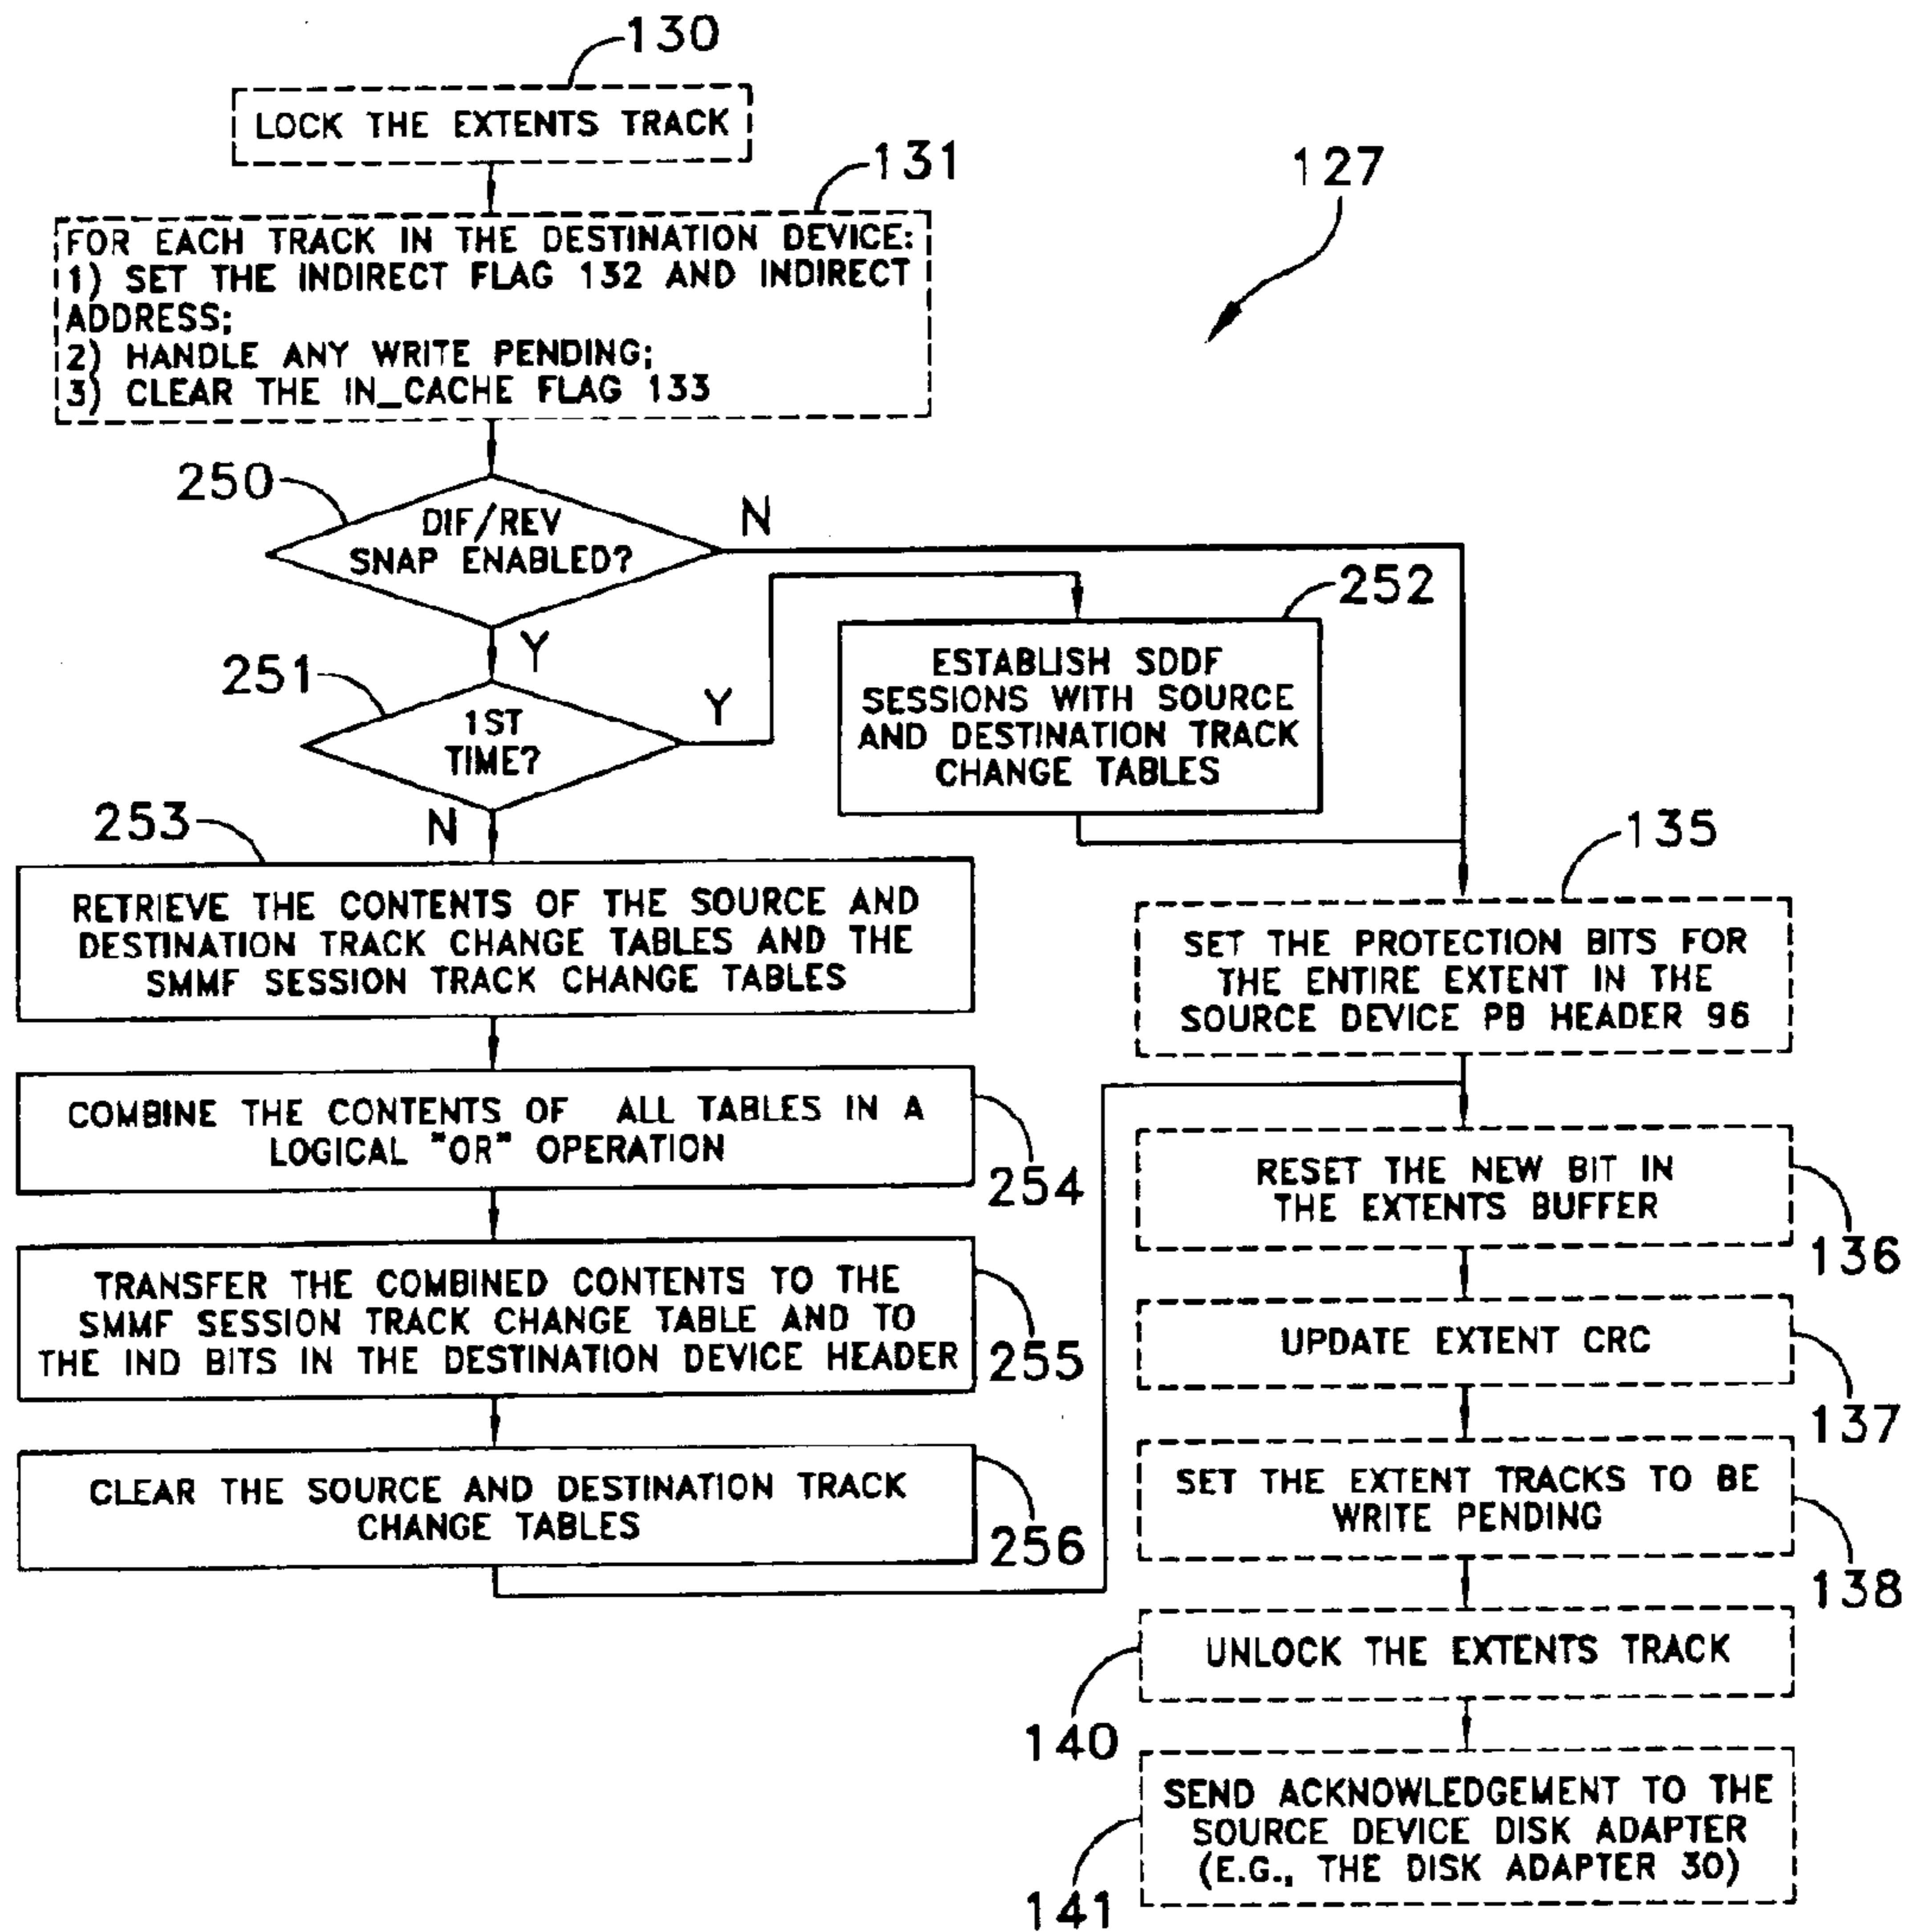 130
LOCK THE EXTENTS TRACK
131
127
FOR EACH TRACK IN THE DESTINATION DEVICE:
1) SET THE INDIRECT FLAG 132 AND INDIRECT
ADDRESS;
2) HANDLE ANY WRITE PENDING;
3) CLEAR THE IN_CACHE FLAG 133
250
DIF/REV
SNAP ENABLED?
N
Y
251
1ST
TIME?
Y
N
252
ESTABLISH SDDF
SESSIONS WITH SOURCE
AND DESTINATION TRACK
CHANGE TABLES
253
RETRIEVE THE CONTENTS OF THE SOURCE AND
DESTINATION TRACK CHANGE TABLES AND THE
SMMF SESSION TRACK CHANGE TABLES
COMBINE THE CONTENTS OF ALL TABLES IN A
LOGICAL "OR" OPERATION
254
TRANSFER THE COMBINED CONTENTS TO THE
SMMF SESSION TRACK CHANGE TABLE AND TO
THE IND BITS IN THE DESTINATION DEVICE HEADER
255
CLEAR THE SOURCE AND DESTINATION TRACK
CHANGE TABLES
256
135
SET THE PROTECTION BITS FOR
THE ENTIRE EXTENT IN THE
SOURCE DEVICE PB HEADER 96
RESET THE NEW BIT IN
THE EXTENTS BUFFER
136
UPDATE EXTENT CRC
137
SET THE EXTENT TRACKS TO BE
WRITE PENDING
138
UNLOCK THE EXTENTS TRACK
140
SEND ACKNOWLEDGEMENT TO THE
SOURCE DEVICE DISK ADAPTER
(E.G., THE DISK ADAPTER 30)
141